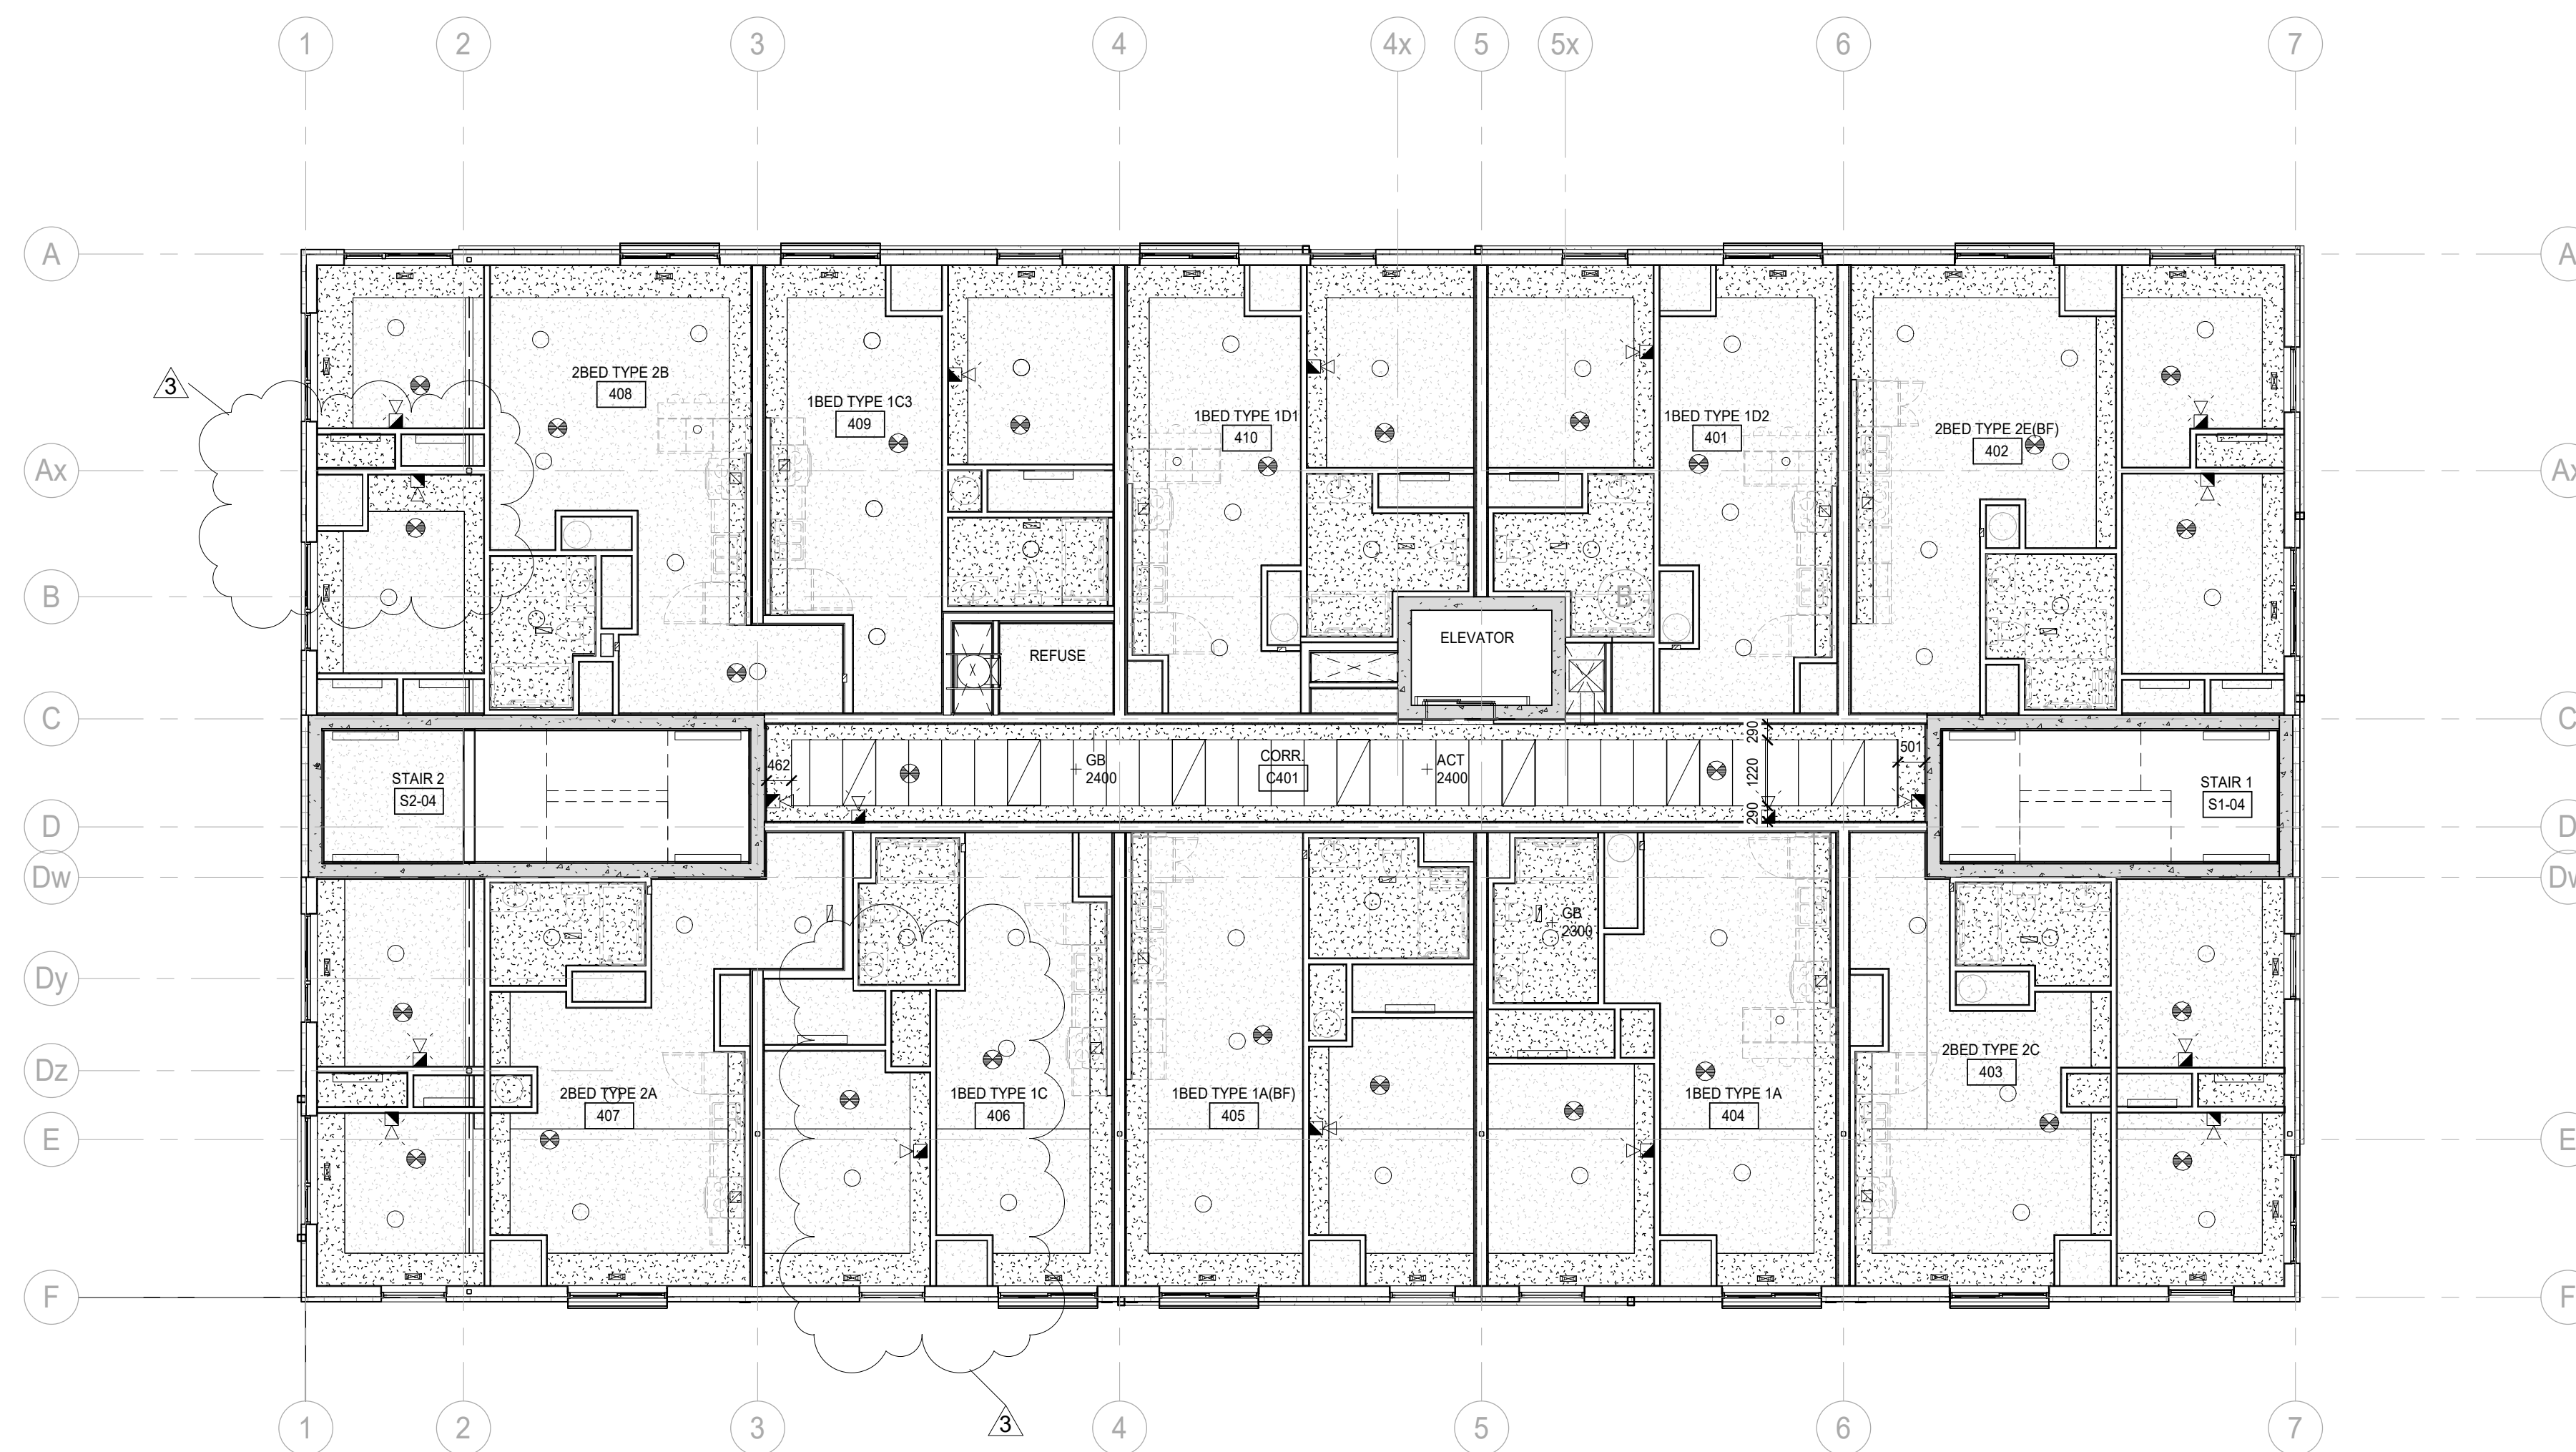 1 2 3 4 4x 5 5x 6 7
A A
3
2BED TYPE 2B
408
1BED TYPE 1C3
409
1BED TYPE 1D1
410
1BED TYPE 1D2
401
2BED TYPE 2E(BF)
402
Ax Ax
B B
ELEVATOR
REFUSE
C C
STAIR 2
S2-04
462
GB
2400
CORR.
C401
ACT
2400
290
1220
290
501
STAIR 1
S1-04
D D
Dw Dw
GB
2300
Dy
Dz
2BED TYPE 2A
407
1BED TYPE 1C
406
1BED TYPE 1A(BF)
405
1BED TYPE 1A
404
2BED TYPE 2C
403
E E
F F
3
1 2 3 4 5 6 7